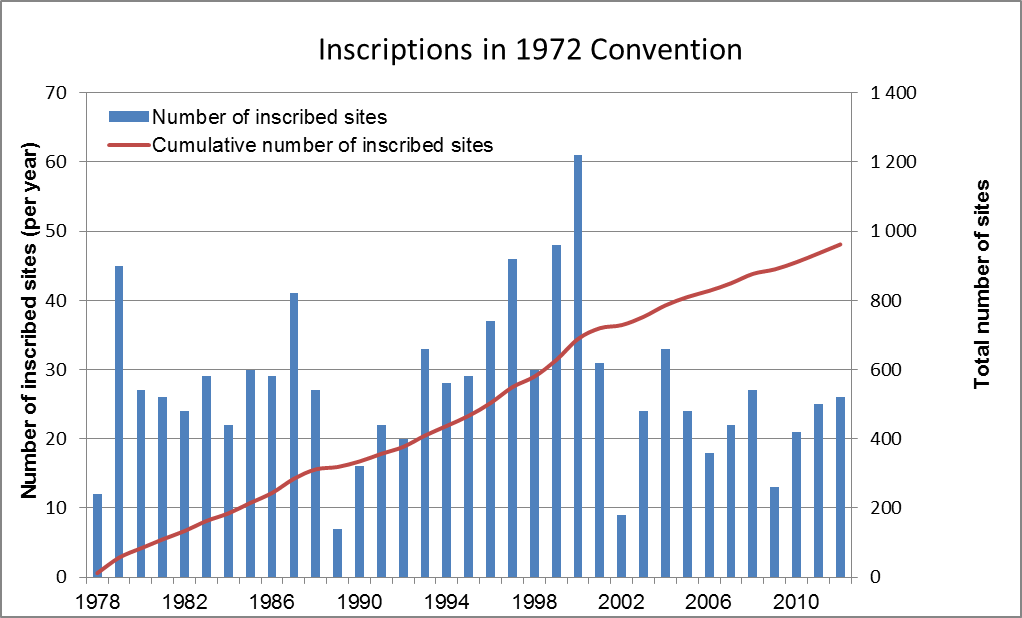 Inscriptions in 1972 Convention
70
60
50
40
30
20
10
0
Number of inscribed sites (per year)
Number of inscribed sites
Cumulative number of inscribed sites
1 400
1 200
1 000
800
600
400
200
0
Total number of sites
1978 1982 1986 1990 1994 1998 2002 2006 2010